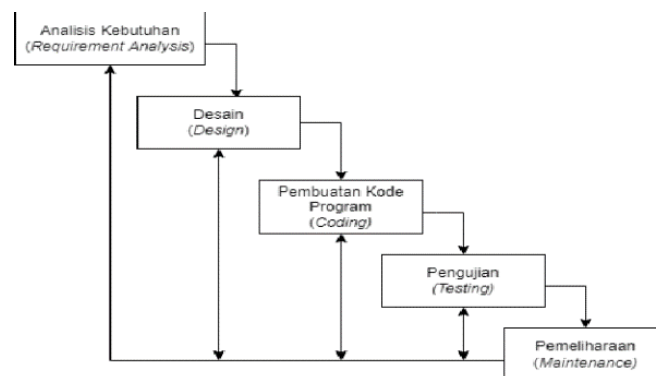 Analisis Kebutuhan
(Requirement Analysis)
Desain
(Design)
Pembuatan Kode
Program
(Coding)
Pengujian
(Testing)
Pemeliharaan
(Maintenance)